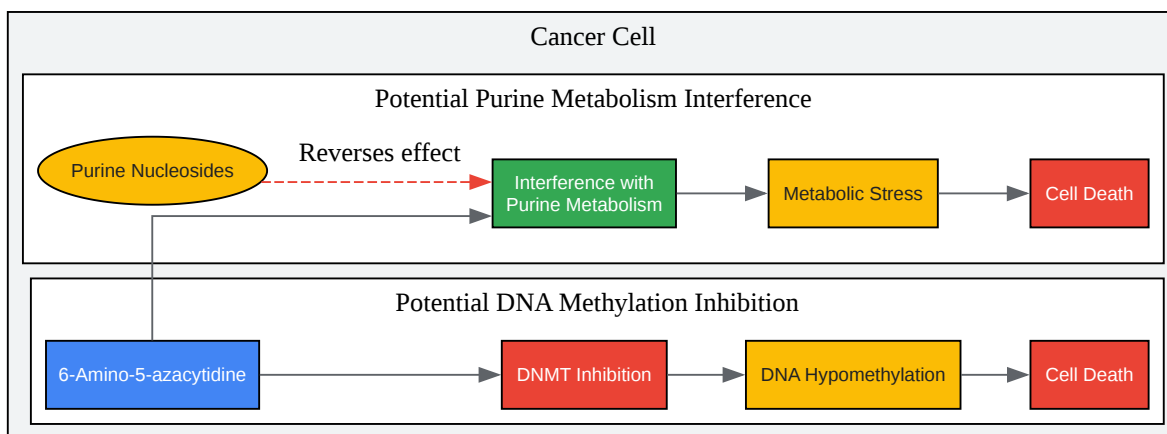 Cancer Cell
Potential Purine Metabolism Interference
Purine Nucleosides
Reverses effect
Interference with
Purine Metabolism
Metabolic Stress
Cell Death
Potential DNA Methylation Inhibition
6-Amino-5-azacytidine
DNMT Inhibition
DNA Hypomethylation
Cell Death